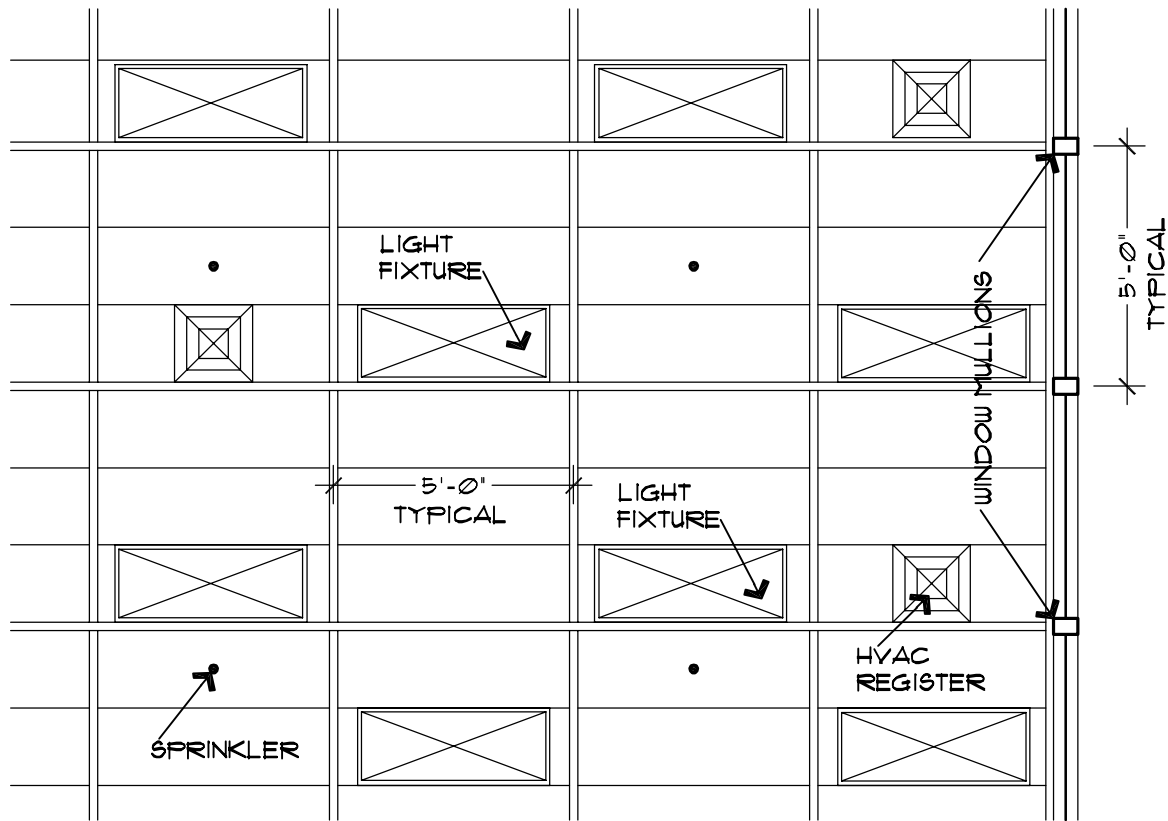 LIGHT
FIXTURE
WINDOW MULLIONS
5'-0"
TYPICAL
5'-0"
TYPICAL
LIGHT
FIXTURE
HVAC
REGISTER
SPRINKLER